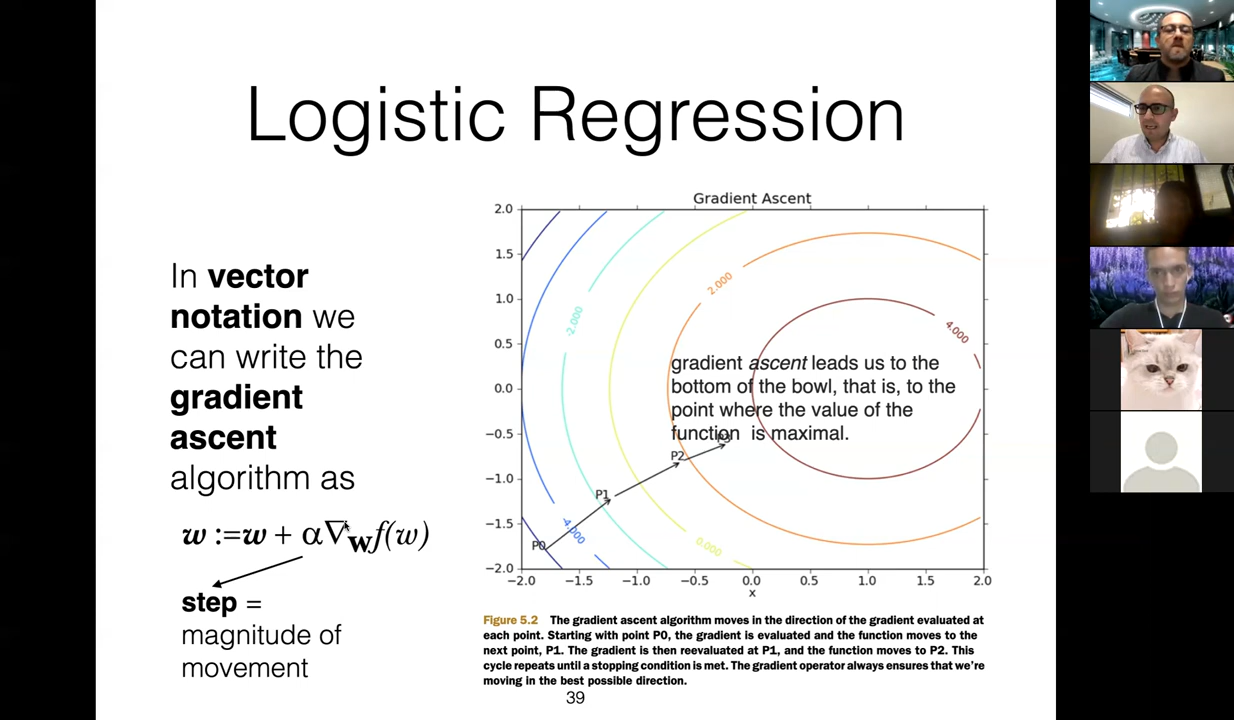 Logistic Regression
In vector
notation we
can write the
gradient
ascent
algorithm as
w :=w + α∇wf(w)
step =
magnitude of
movement
Gradient Ascent
2.0
1.5
1.0
0.5
0.0
−0.5
−1.0
−1.5
−2.0
−2.0 −1.5 −1.0 −0.5 0.0 0.5 1.0 1.5 2.0
x
-4.000
-2.000
0.000
2.000
4.000
P0
P1
P2
P3
gradient ascent leads us to the
bottom of the bowl, that is, to the
point where the value of the
function is maximal.
Figure 5.2 The gradient ascent algorithm moves in the direction of the gradient evaluated at
each point. Starting with point P0, the gradient is evaluated and the function moves to the
next point, P1. The gradient is then reevaluated at P1, and the function moves to P2. This
cycle repeats until a stopping condition is met. The gradient operator always ensures that we're
moving in the best possible direction.
39